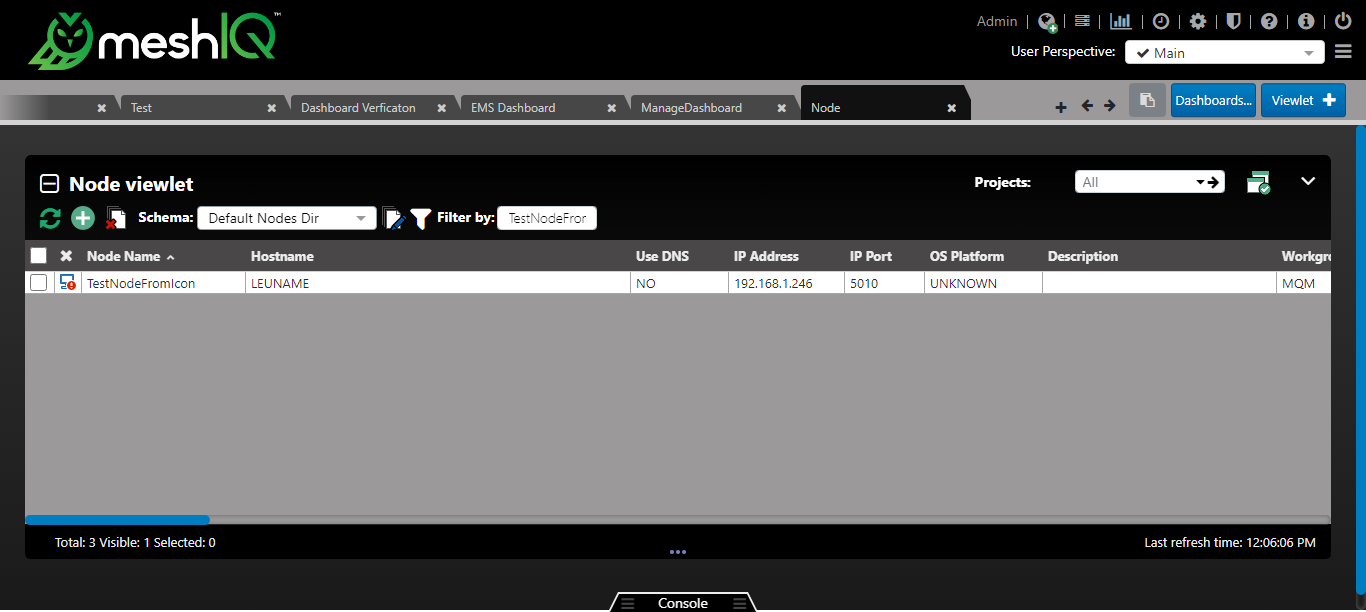 meshIQ™
Admin
User Perspective: Main
Test
Dashboard Verficaton
EMS Dashboard
ManageDashboard
Node
Dashboards...
Viewlet
Node viewlet
Projects: All
Schema: Default Nodes Dir Filter by: TestNodeFror
Node Name Hostname Use DNS IP Address IP Port OS Platform Description Workgr
TestNodeFromIcon LEUNAME NO 192.168.1.246 5010 UNKNOWN MQM
Total: 3 Visible: 1 Selected: 0
Last refresh time: 12:06:06 PM
Console